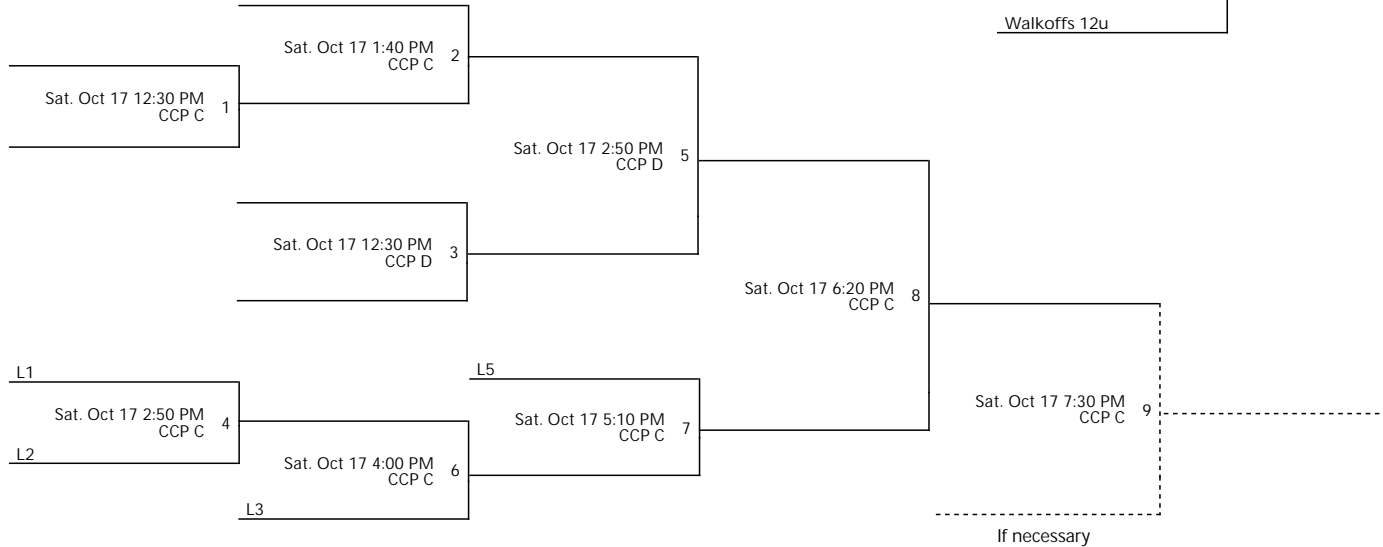 Walkoffs 12u
Sat. Oct 17 1:40 PM
CCP C
2
Sat. Oct 17 12:30 PM
CCP C
1
Sat. Oct 17 2:50 PM
CCP D
5
Sat. Oct 17 12:30 PM
CCP D
3
Sat. Oct 17 6:20 PM
CCP C
8
L1
L5
Sat. Oct 17 2:50 PM
CCP C
4
Sat. Oct 17 5:10 PM
CCP C
7
Sat. Oct 17 7:30 PM
CCP C
9
L2
Sat. Oct 17 4:00 PM
CCP C
6
L3
If necessary